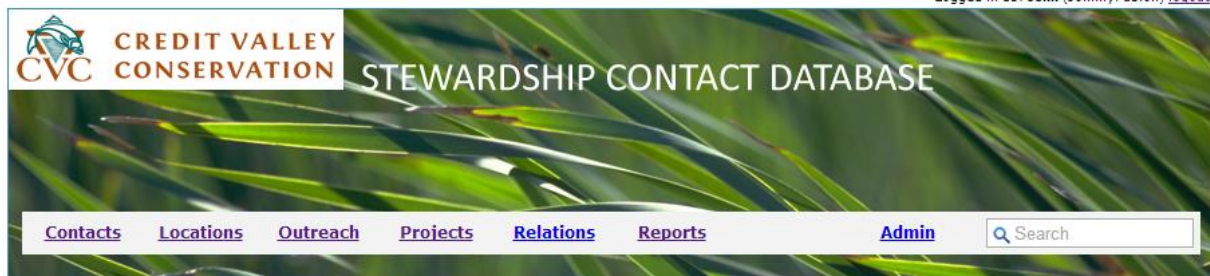 CREDIT VALLEY
CVC CONSERVATION
STEWARDSHIP CONTACT DATABASE
Contacts Locations Outreach Projects Relations Reports Admin Search